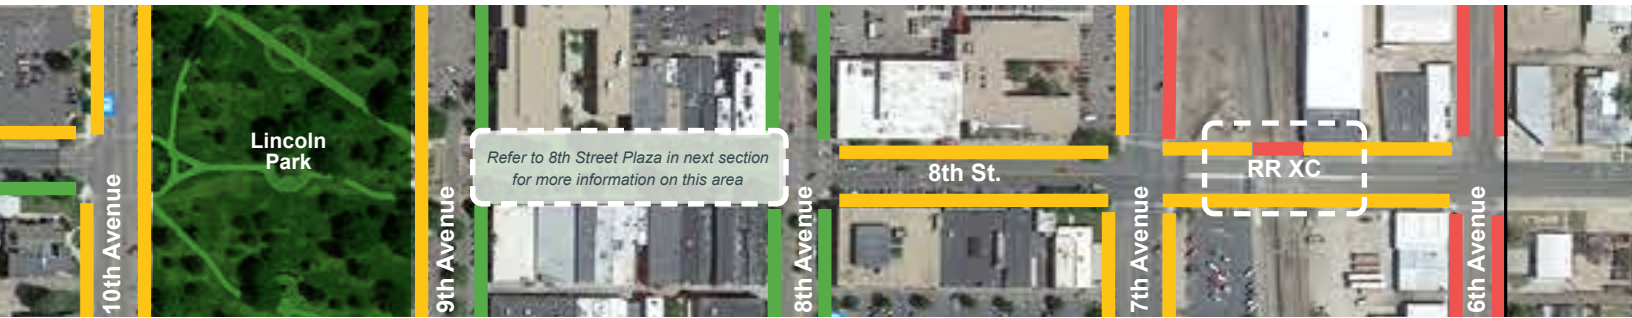 Lincoln
Park
Refer to 8th Street Plaza in next section
for more information on this area
8th St.
RR XC
10th Avenue
9th Avenue
8th Avenue
7th Avenue
6th Avenue